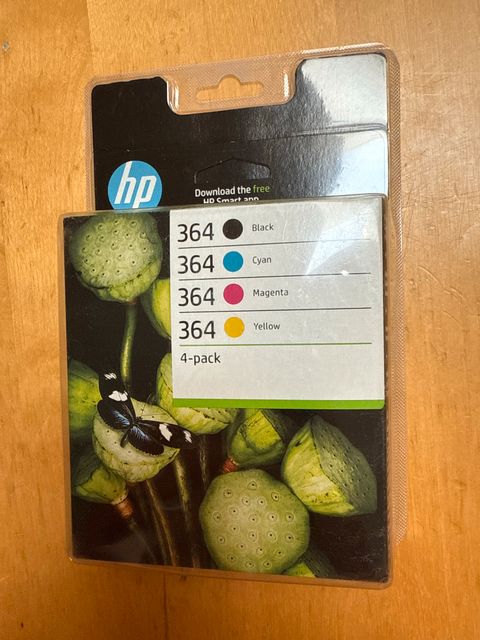 hp
Download the free
HP Smart app
364 Black
364 Cyan
364 Magenta
364 Yellow
4-pack